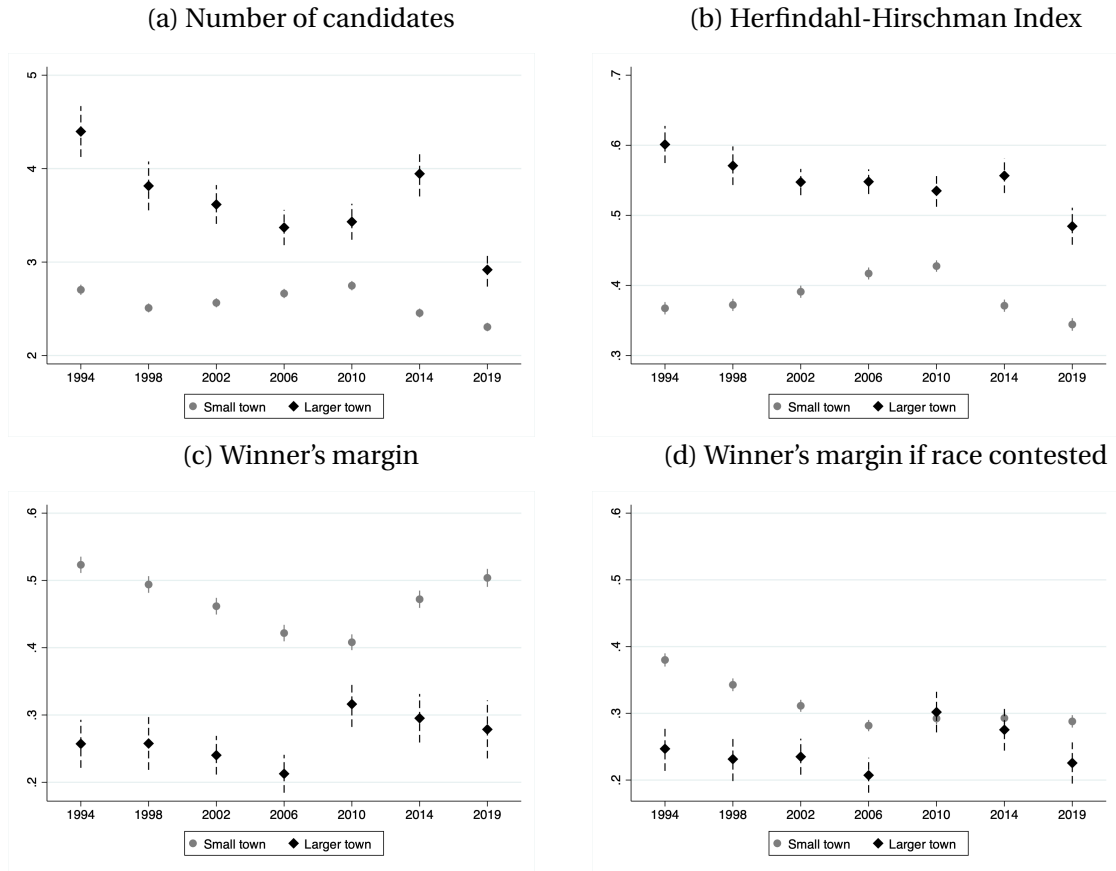 (a) Number of candidates
5
4
3
2
1994 1998 2002 2006 2010 2014 2019
Small town Larger town
(b) Herfindahl-Hirschman Index
.7
.6
.5
.4
.3
1994 1998 2002 2006 2010 2014 2019
Small town Larger town
(c) Winner's margin
.6
.5
.4
.3
.2
1994 1998 2002 2006 2010 2014 2019
Small town Larger town
(d) Winner's margin if race contested
.6
.5
.4
.3
.2
1994 1998 2002 2006 2010 2014 2019
Small town Larger town